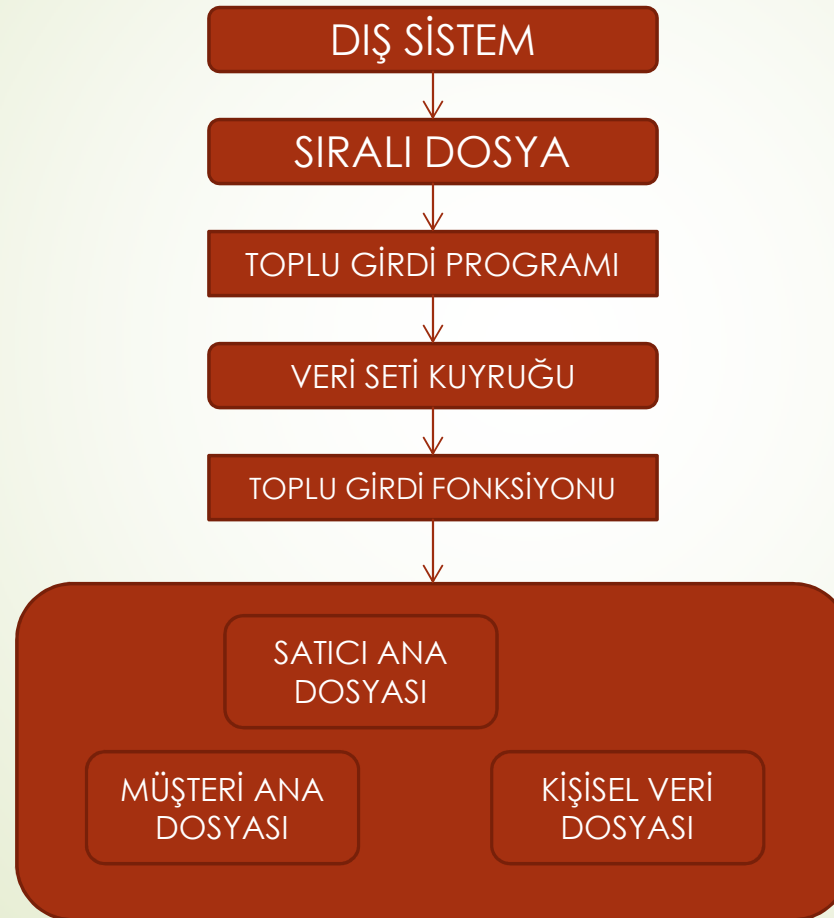 DIŞ SİSTEM
SIRALI DOSYA
TOPLU GİRDİ PROGRAMI
VERİ SETİ KUYRUĞU
TOPLU GİRDİ FONKSİYONU
SATICI ANA
DOSYASI
MÜŞTERİ ANA
DOSYASI
KİŞİSEL VERİ
DOSYASI